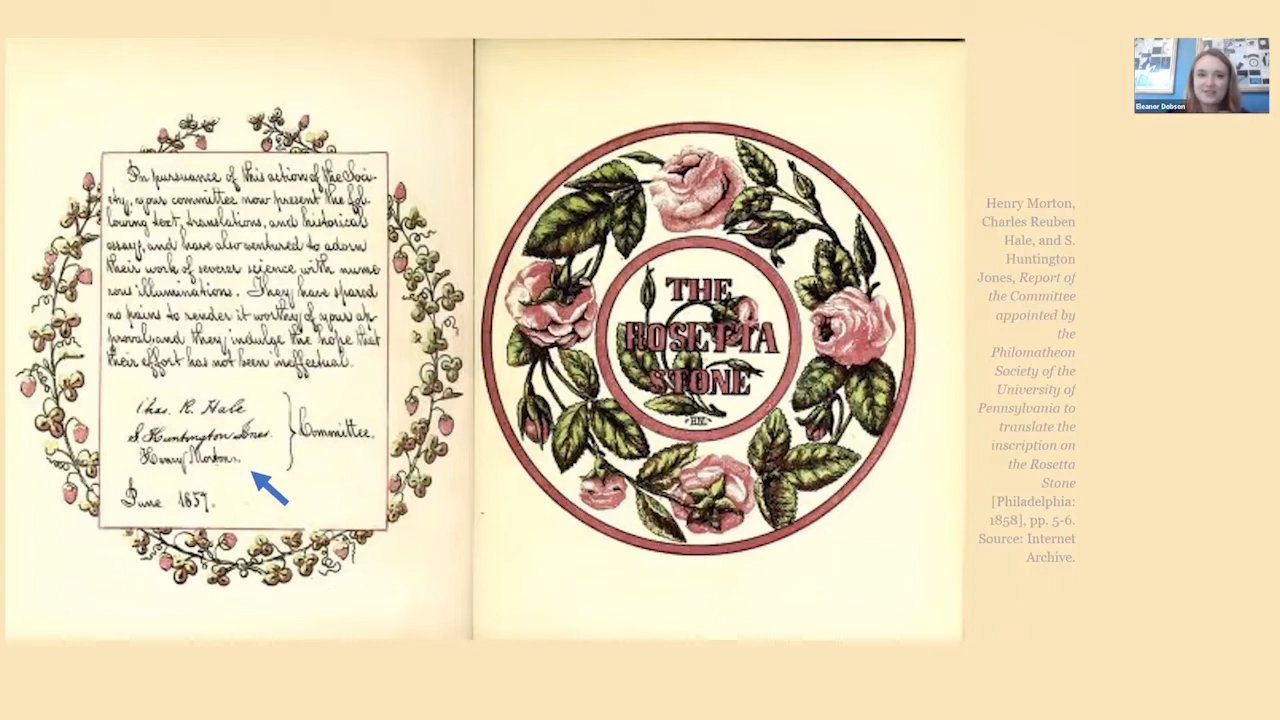 In pursuance of this action of the Soci-
ety, your committee now present the fol-
lowing text, translations, and historical
essay, and have also ventured to adorn
their work of severer science with nume
rous illuminations. They have spared
no pains to render it worthy of your ap-
proval, and they indulge the hope that
their effort has not been ineffectual.
Chas. R. Hale
S. Huntington Jones.
Committee.
Henry Morton.
June 1859.
THE
ROSETTA
STONE
Eleanor Dobson
Henry Morton,
Charles Reuben
Hale, and S.
Huntington
Jones, Report of
the Committee
appointed by
the
Philomatheon
Society of the
University of
Pennsylvania to
translate the
inscription on
the Rosetta
Stone
[Philadelphia:
1858], pp. 5-6.
Source: Internet
Archive.